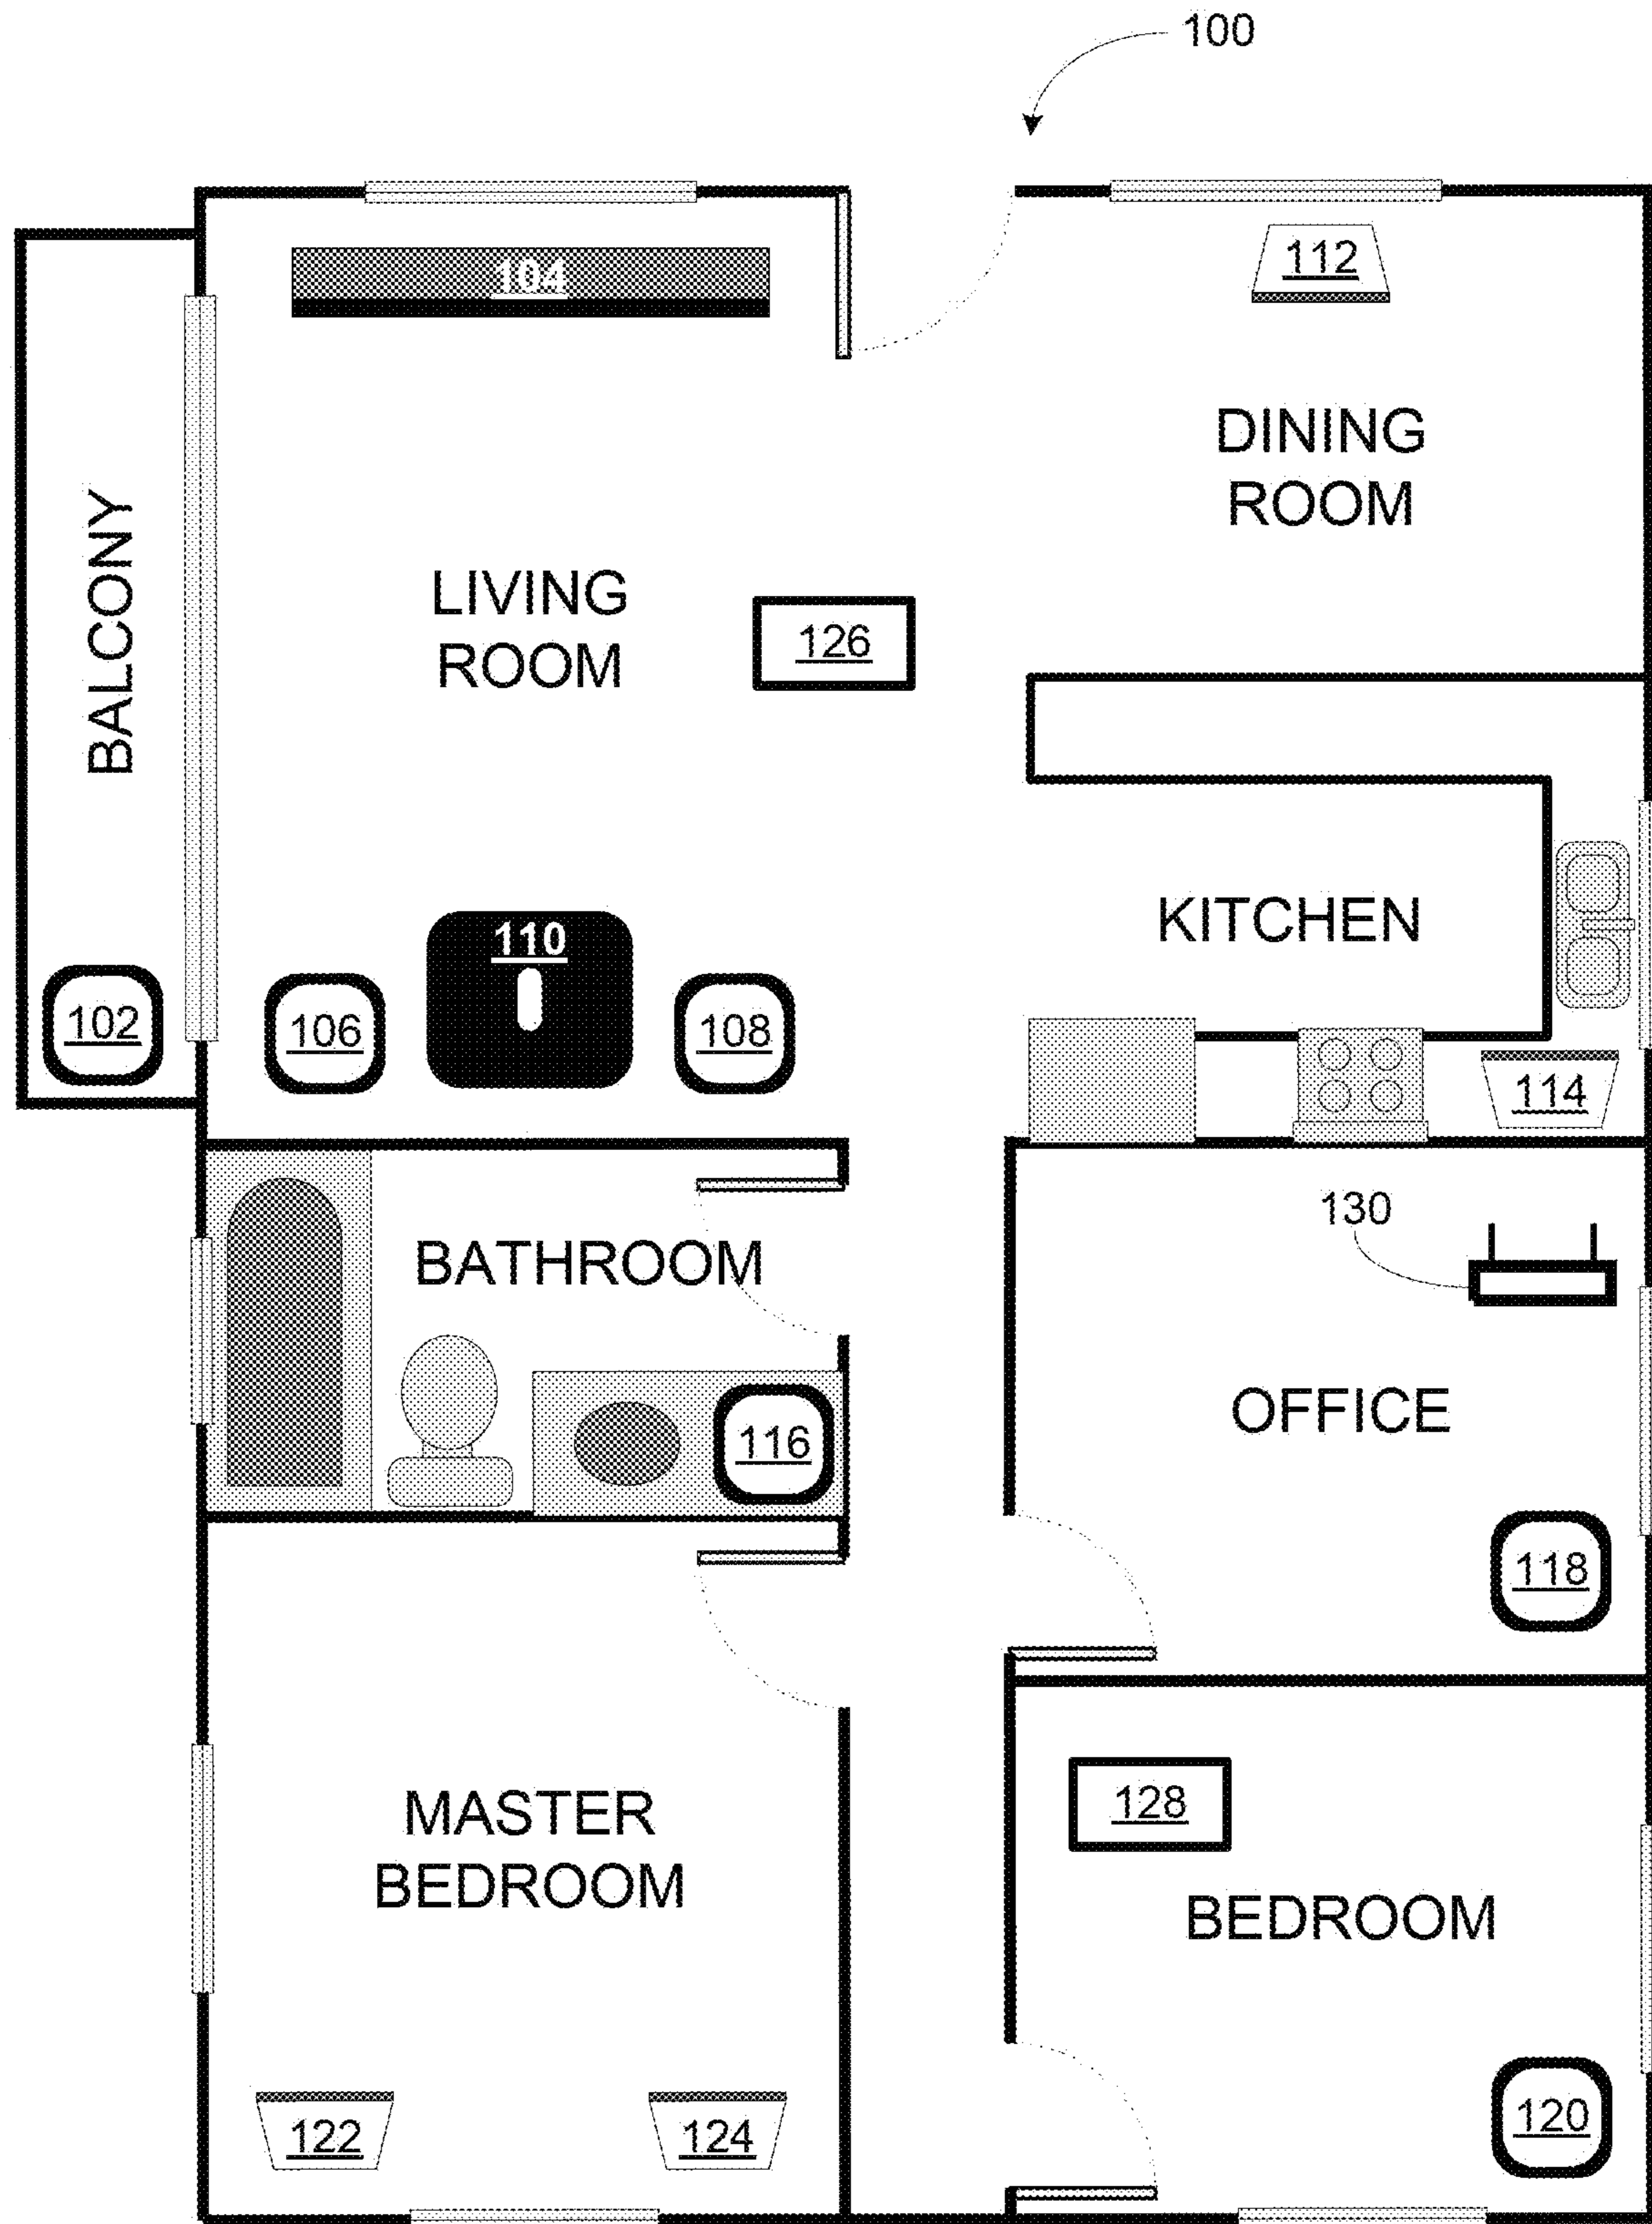 100
104
112
DINING
ROOM
BALCONY
LIVING
ROOM
126
KITCHEN
110
102
106
108
114
130
BATHROOM
OFFICE
116
118
MASTER
BEDROOM
128
BEDROOM
122
124
120